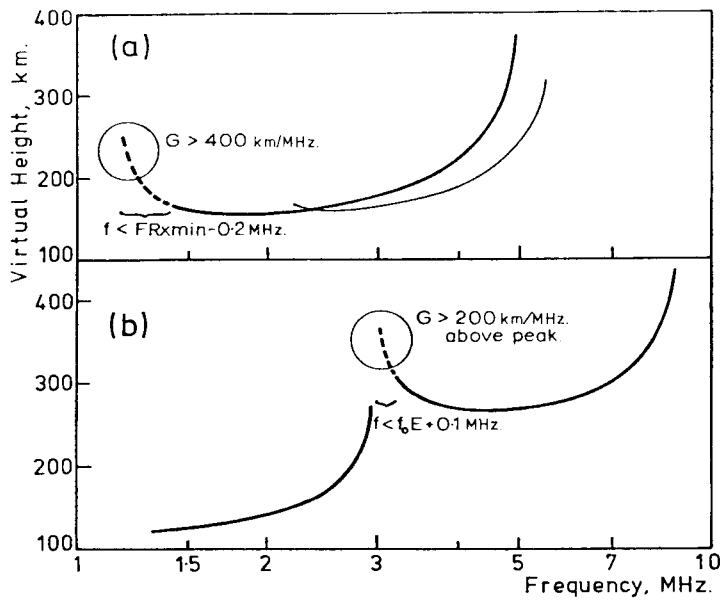 400
(a)
G > 400 km/MHz.
300
200
f < FRxmin-0·2 MHz.
100
Virtual Height, km.
400
(b)
G > 200 km/MHz.
above peak.
300
f<f₀E+0·1 MHz.
200
100
1 1·5 2 3 5 7 10
Frequency, MHz.